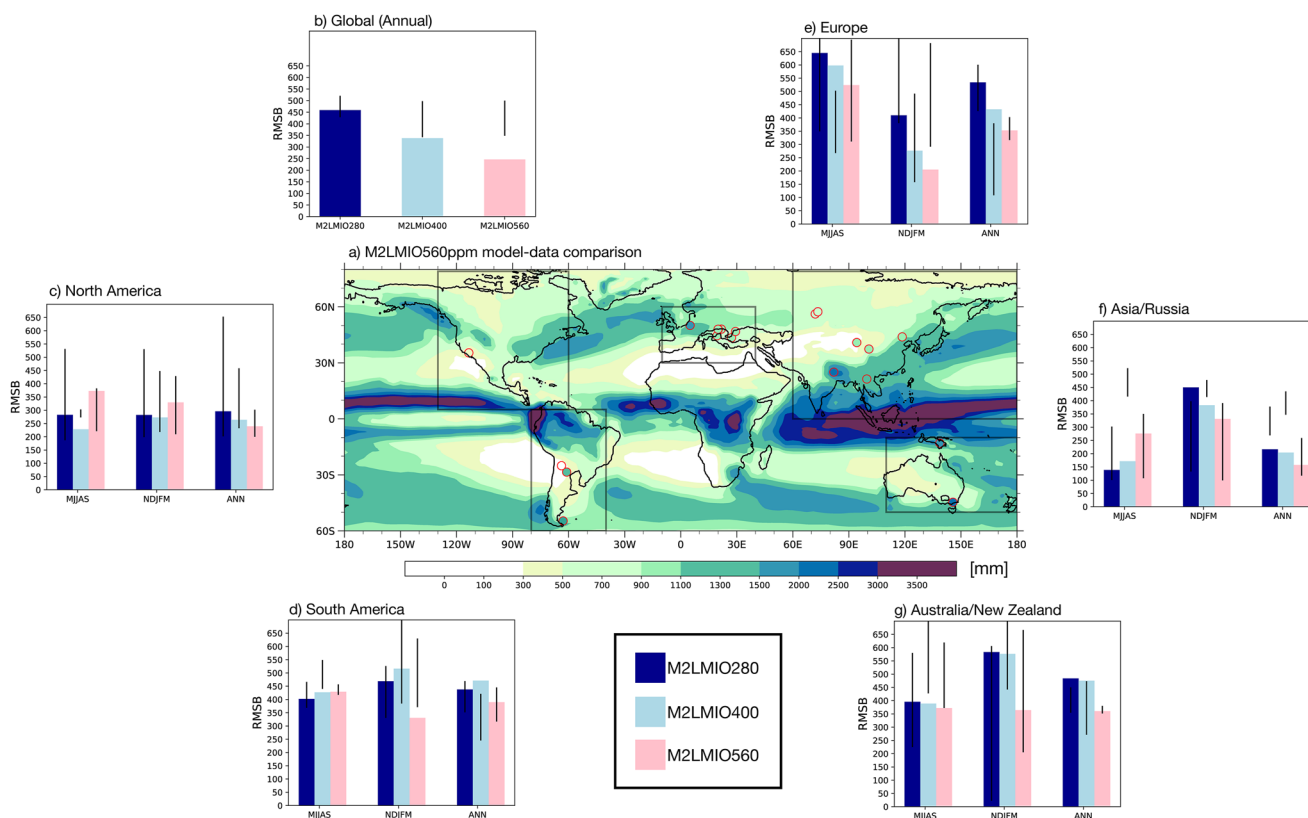 b) Global (Annual)
RMSB
650
600
550
500
450
400
350
300
250
200
150
100
50
0
M2LMIO280 M2LMIO400 M2LMIO560
e) Europe
RMSB
650
600
550
500
450
400
350
300
250
200
150
100
50
0
MJJAS NDJFM ANN
a) M2LMIO560ppm model-data comparison
60N
30N
0
30S
60S
180 150W 120W 90W 60W 30W 0 30E 60E 90E 120E 150E 180
0 100 300 500 700 900 1100 1300 1500 2000 2500 3000 3500
[mm]
c) North America
RMSB
650
600
550
500
450
400
350
300
250
200
150
100
50
0
MJJAS NDJFM ANN
f) Asia/Russia
RMSB
650
600
550
500
450
400
350
300
250
200
150
100
50
0
MJJAS NDJFM ANN
d) South America
RMSB
650
600
550
500
450
400
350
300
250
200
150
100
50
0
MJJAS NDJFM ANN
M2LMIO280
M2LMIO400
M2LMIO560
g) Australia/New Zealand
RMSB
650
600
550
500
450
400
350
300
250
200
150
100
50
0
MJJAS NDJFM ANN